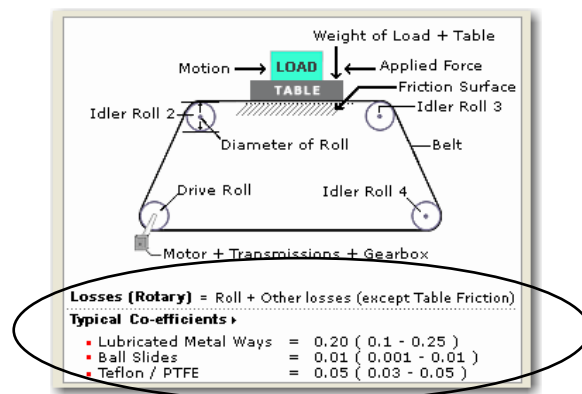 Weight of Load + Table
Motion LOAD Applied Force
TABLE Friction Surface
Idler Roll 2 Idler Roll 3
Diameter of Roll Belt
Drive Roll Idler Roll 4
Motor + Transmissions + Gearbox
Losses (Rotary) = Roll + Other losses (except Table Friction)
Typical Co-efficients
Lubricated Metal Ways = 0.20 ( 0.1 - 0.25 )
Ball Slides = 0.01 ( 0.001 - 0.01 )
Teflon / PTFE = 0.05 ( 0.03 - 0.05 )